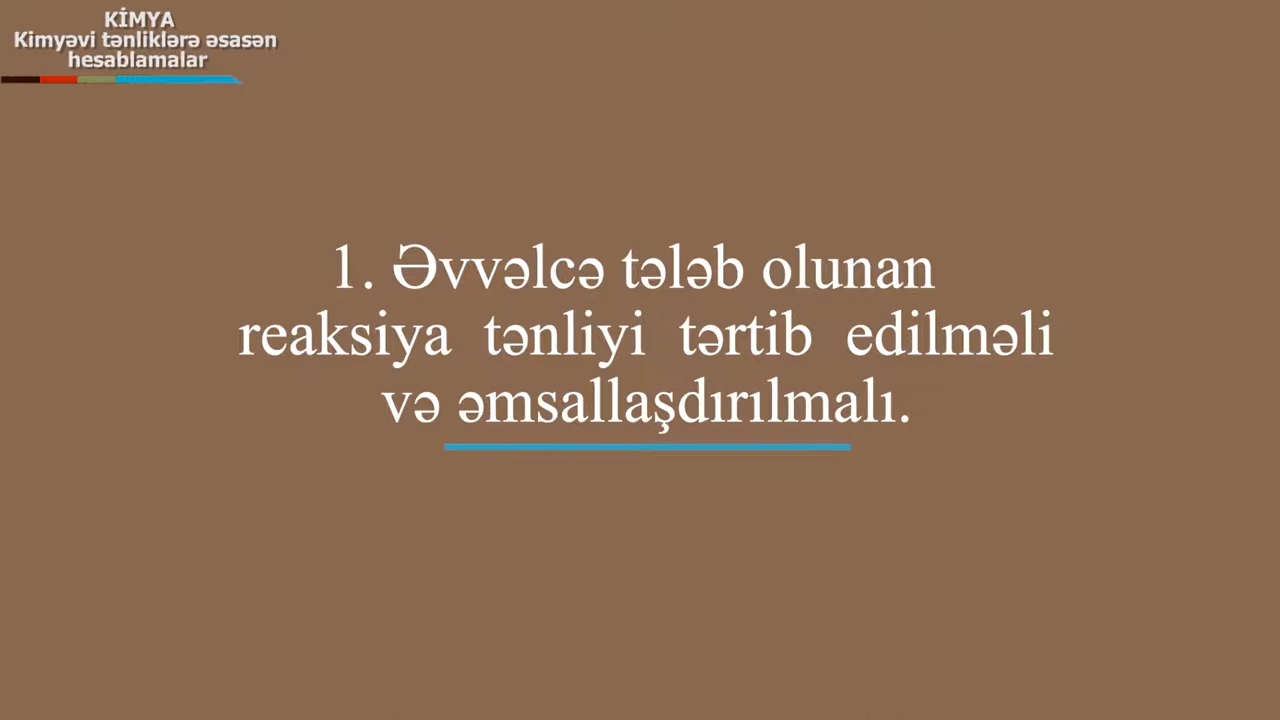 KİMYA
Kimyəvi tənliklərə əsasən
hesablamalar
1. Əvvəlcə tələb olunan
reaksiya tənliyi tərtib edilməli
və əmsallaşdırılmalı.